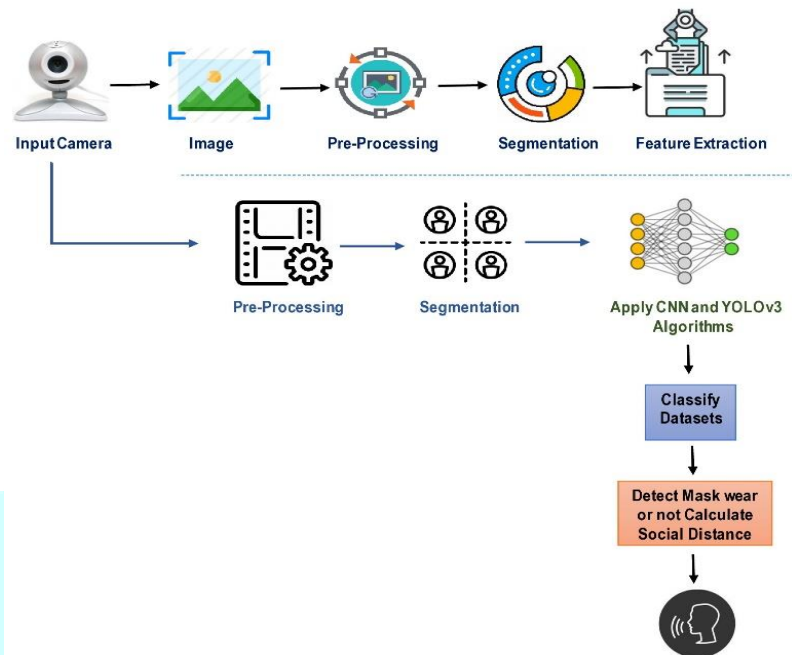 Input Camera
Image
Pre-Processing
Segmentation
Feature Extraction
Pre-Processing
Segmentation
Apply CNN and YOLOv3
Algorithms
Classify
Datasets
Detect Mask wear
or not Calculate
Social Distance